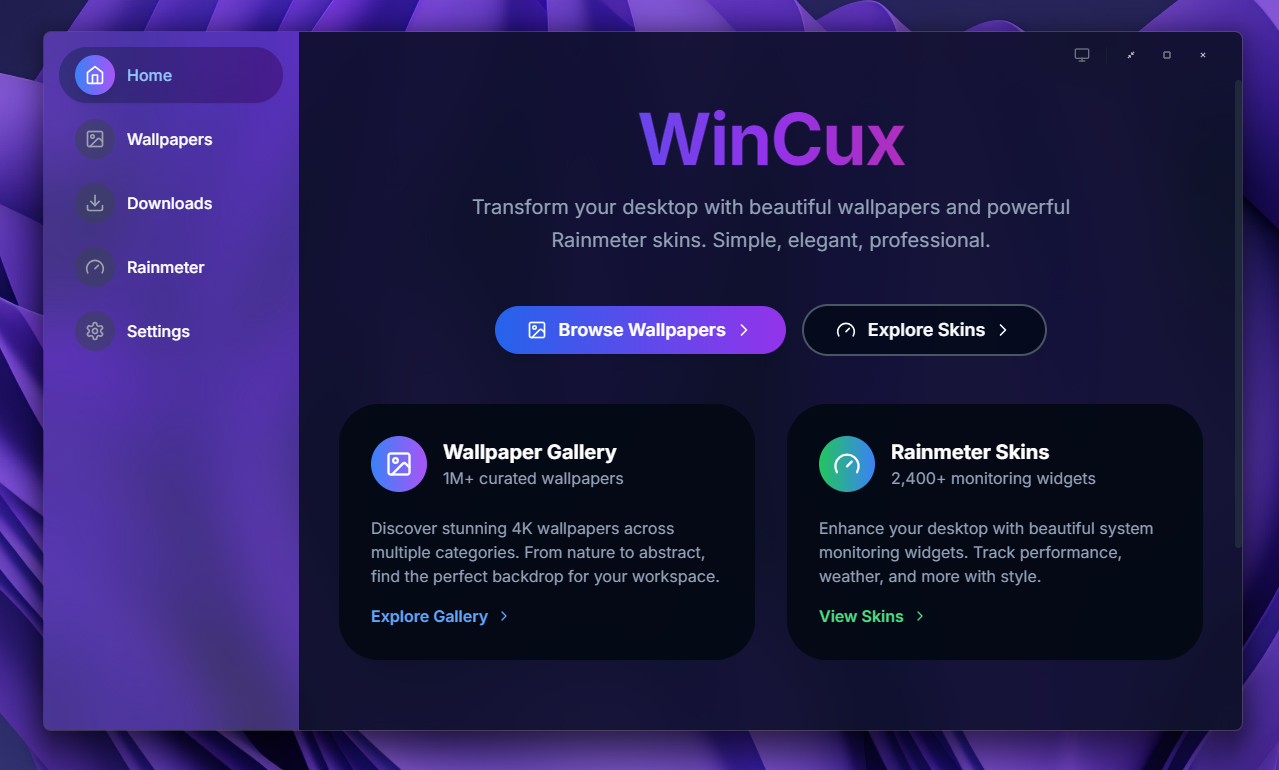 Home
Wallpapers
Downloads
Rainmeter
Settings
WinCux
Transform your desktop with beautiful wallpapers and powerful
Rainmeter skins. Simple, elegant, professional.
Browse Wallpapers
Explore Skins
Wallpaper Gallery
1M+ curated wallpapers
Discover stunning 4K wallpapers across
multiple categories. From nature to abstract,
find the perfect backdrop for your workspace.
Explore Gallery
Rainmeter Skins
2,400+ monitoring widgets
Enhance your desktop with beautiful system
monitoring widgets. Track performance,
weather, and more with style.
View Skins